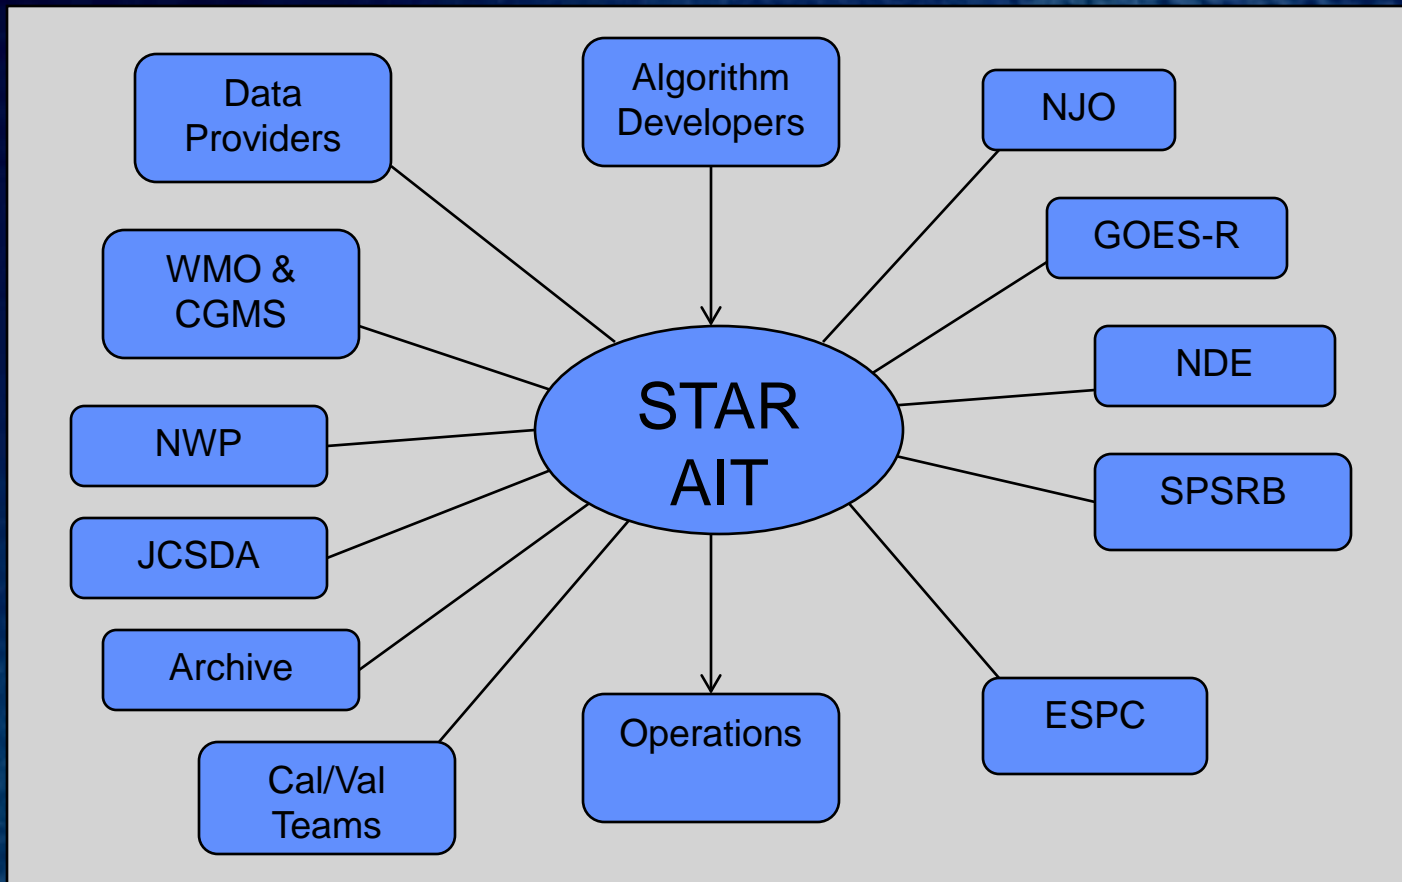 Data
Providers
Algorithm
Developers
NJO
WMO &
CGMS
GOES-R
NDE
STAR
AIT
NWP
SPSRB
JCSDA
Archive
Operations
ESPC
Cal/Val
Teams